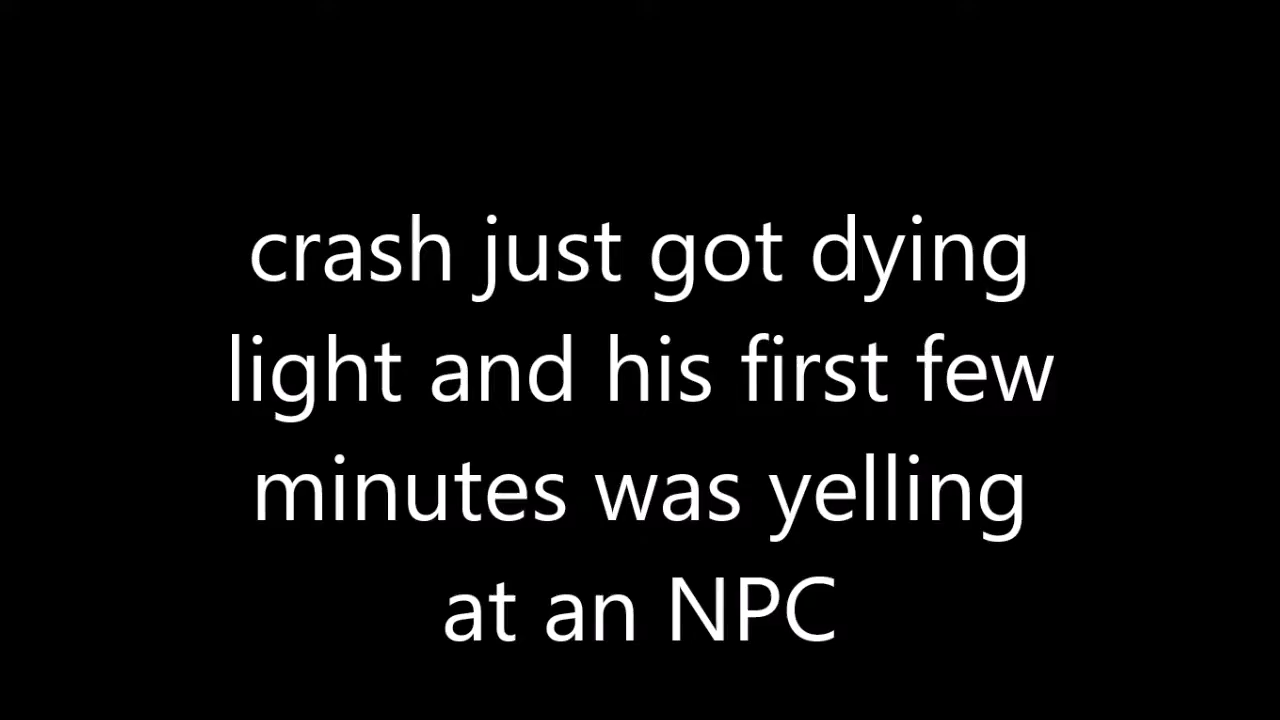 crash just got dying
light and his first few
minutes was yelling
at an NPC